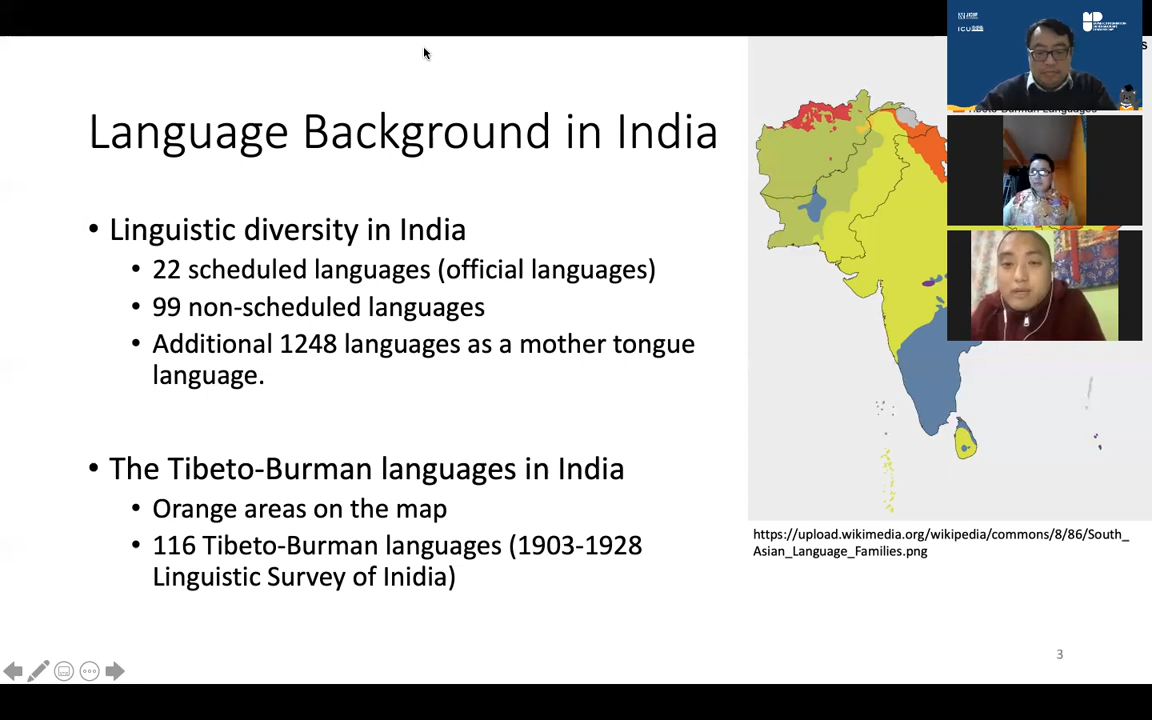 Language Background in India
• Linguistic diversity in India
• 22 scheduled languages (official languages)
• 99 non-scheduled languages
• Additional 1248 languages as a mother tongue
language.
• The Tibeto-Burman languages in India
• Orange areas on the map
• 116 Tibeto-Burman languages (1903-1928
Linguistic Survey of Inidia)
https://upload.wikimedia.org/wikipedia/commons/8/86/South_
Asian_Language_Families.png
3
ICU